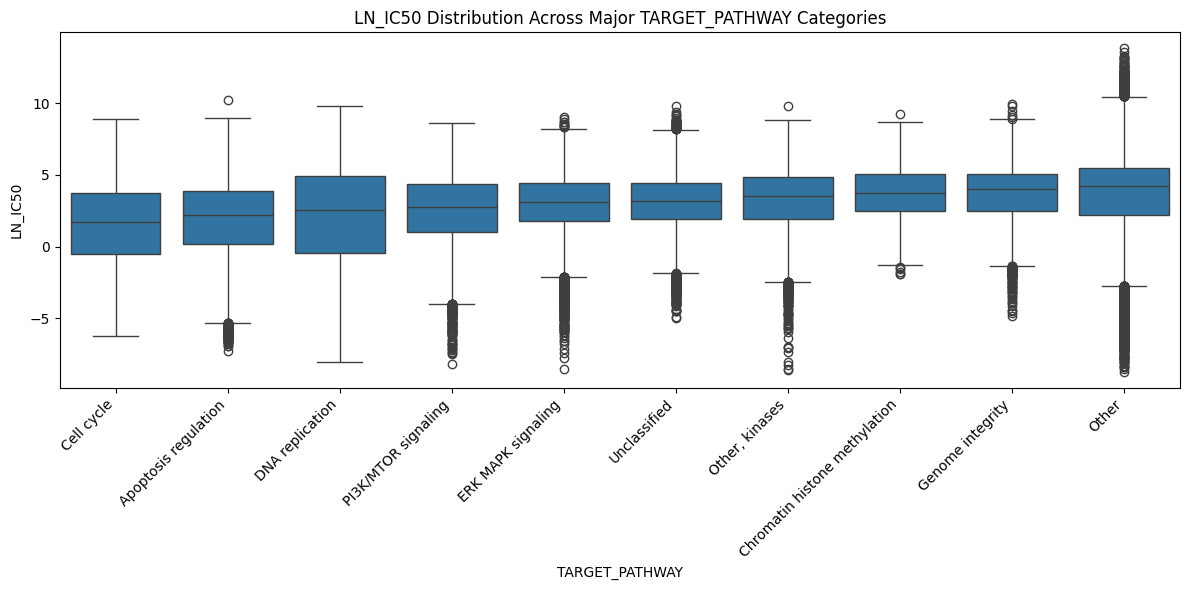 LN_IC50 Distribution Across Major TARGET_PATHWAY Categories
LN_IC50
10
5
0
−5
Cell cycle
Apoptosis regulation
DNA replication
PI3K/MTOR signaling
ERK MAPK signaling
Unclassified
Other, kinases
Chromatin histone methylation
Genome integrity
Other
TARGET_PATHWAY